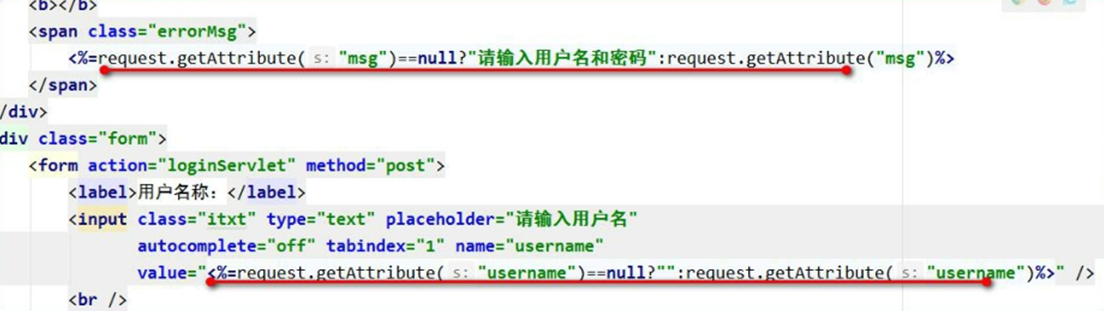 <b></b>
<span class="errorMsg">
<%=request.getAttribute( s: "msg")==null?"请输入用户名和密码":request.getAttribute("msg")%>
</span>
/div>
div class="form">
<form action="loginServlet" method="post">
<label>用户名称：</label>
<input class="itxt" type="text" placeholder="请输入用户名"
autocomplete="off" tabindex="1" name="username"
value="<%=request.getAttribute( s: "username")==null?"":request.getAttribute( s: "username")%>" />
<br />